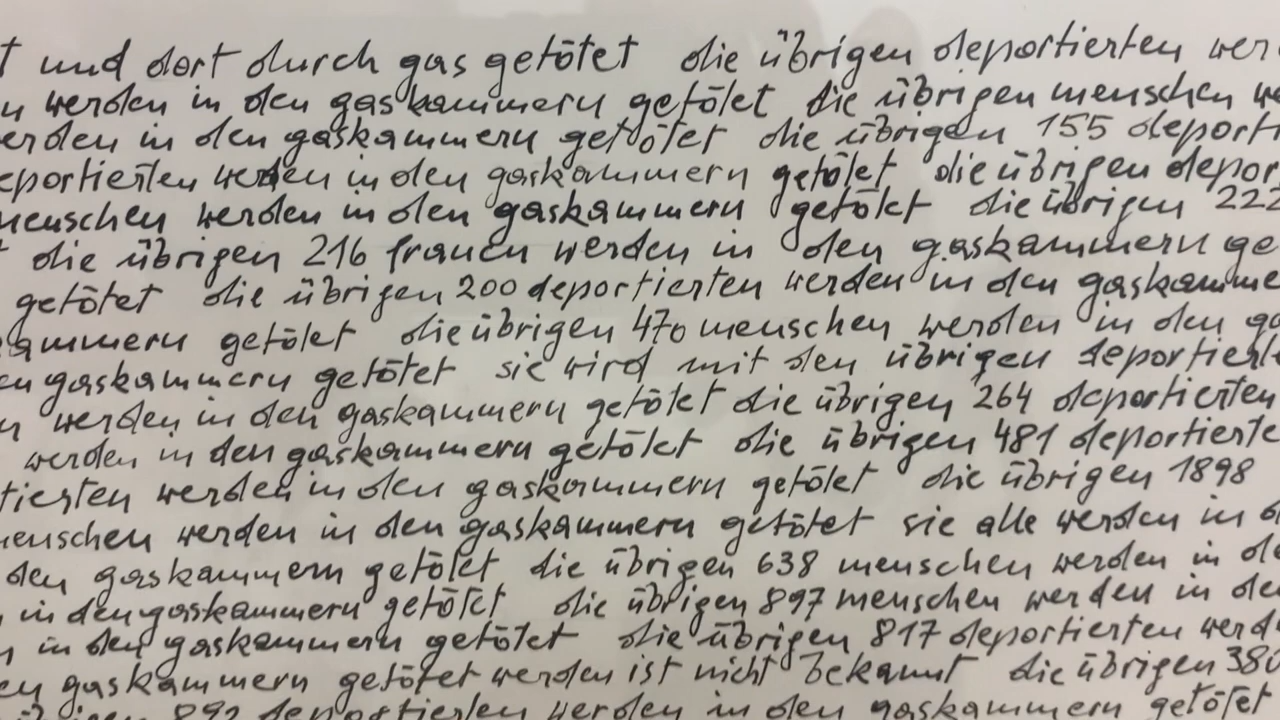 t und dort durch gas getötet die übrigen deportierten wer
n werden in den gaskammern getötet die übrigen menschen we
erden in den gaskammern getötet die übrigen 155 deport
eportierten werden in den gaskammern getötet die übrigen depor
menschen werden in den gaskammern getötet die übrigen 222
t die übrigen 216 frauen werden in den gaskammern ge
getötet die übrigen 200 deportierten werden in den gaskamme
ammern getötet die übrigen 470 menschen werden in den ga
en gaskammern getötet sie wird mit den übrigen deportierte
n werden in den gaskammern getötet die übrigen 264 deportierten
werden in den gaskammern getötet die übrigen 481 deportierte
tierten werden in den gaskammern getötet die übrigen 1898
menschen werden in den gaskammern getötet sie alle werden in d
den gaskammern getötet die übrigen 638 menschen werden in de
in den gaskammern getötet die übrigen 897 menschen werden in den
n in den gaskammern getötet die übrigen 817 deportierten werd
en gaskammern getötet werden ist nicht bekannt die übrigen 380
übrigen 892 deportierten werden in den gaskammern getötet